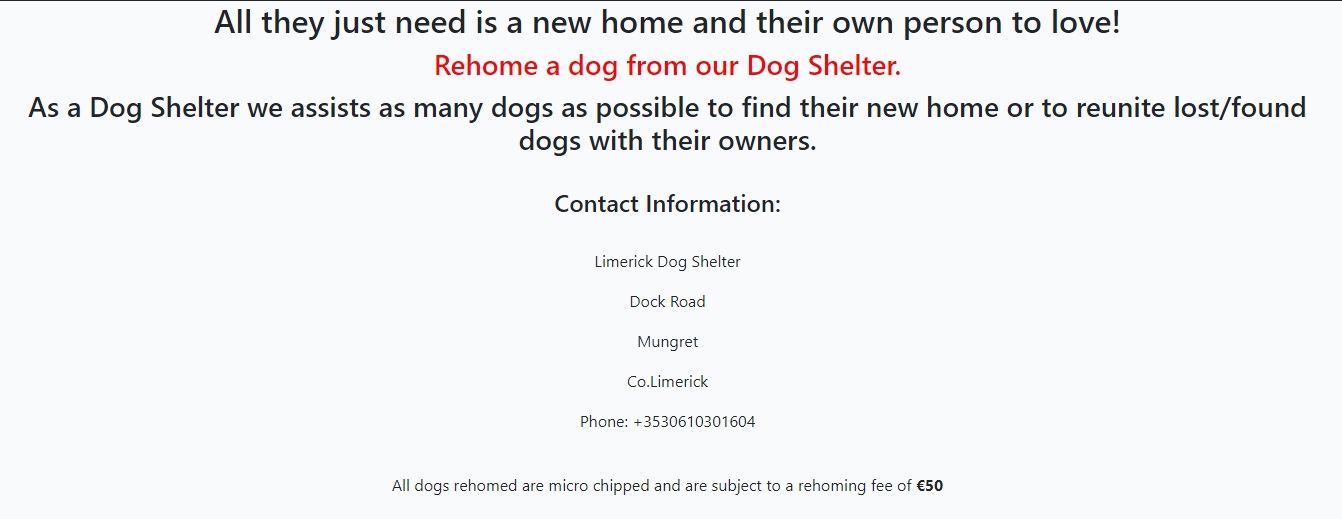 All they just need is a new home and their own person to love!
Rehome a dog from our Dog Shelter.
As a Dog Shelter we assists as many dogs as possible to find their new home or to reunite lost/found
dogs with their owners.
Contact Information:
Limerick Dog Shelter
Dock Road
Mungret
Co.Limerick
Phone: +3530610301604
All dogs rehomed are micro chipped and are subject to a rehoming fee of €50